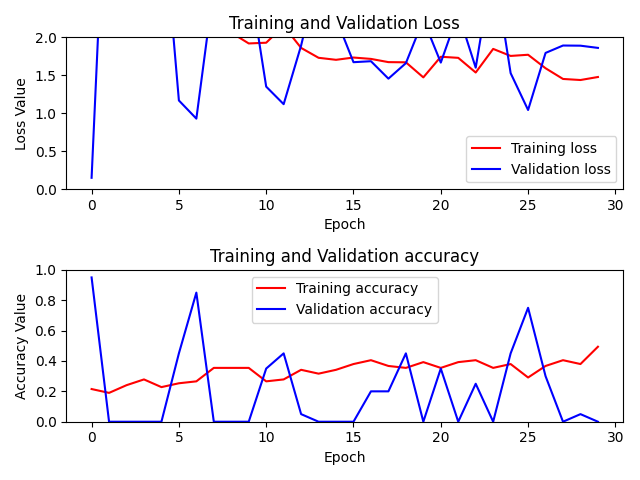 Training and Validation Loss
2.0
1.5
1.0
0.5
0.0
Loss Value
Training loss
Validation loss
0 5 10 15 20 25 30
Epoch
Training and Validation accuracy
1.0
0.8
0.6
0.4
0.2
0.0
Accuracy Value
Training accuracy
Validation accuracy
0 5 10 15 20 25 30
Epoch